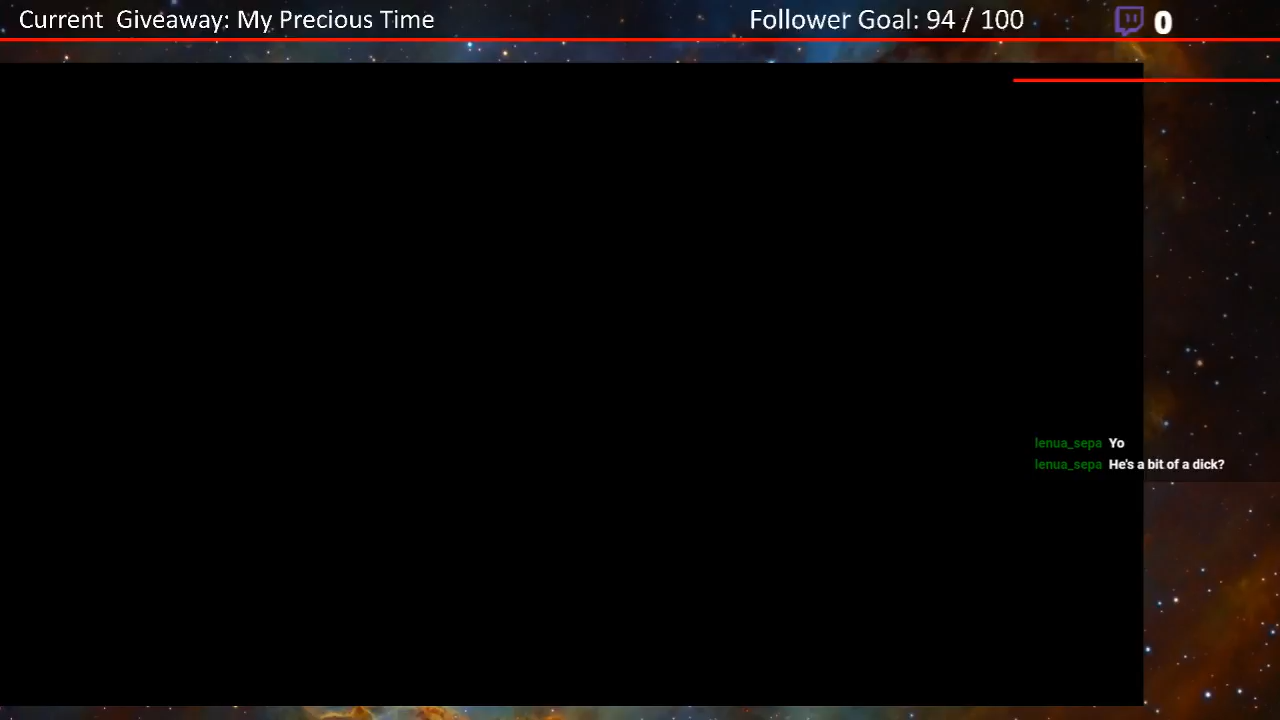 Current  Giveaway: My Precious Time
Follower Goal: 94 / 100
0
lenua_sepa Yo
lenua_sepa He's a bit of a dick?